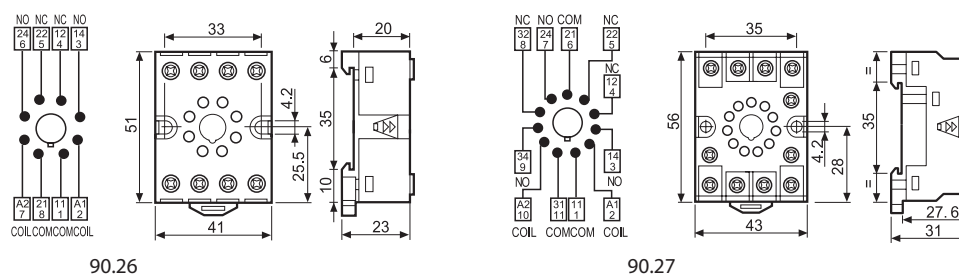 NO NC NC NO
24 22 12 14
6 5 4 3
A2 21 11 A1
7 8 1 2
COIL COM COM COIL
33
51
4.2
25.5
41
20
6
35
10
23
90.26
NC NO COM NC
32 24 21 22
8 7 6 5
NC
12
4
34
9
NO
14
3
NO
A2 31 11 A1
10 11 1 2
COIL COM COM COIL
35
56
4.2
28
43
=
35
=
27.6
31
90.27